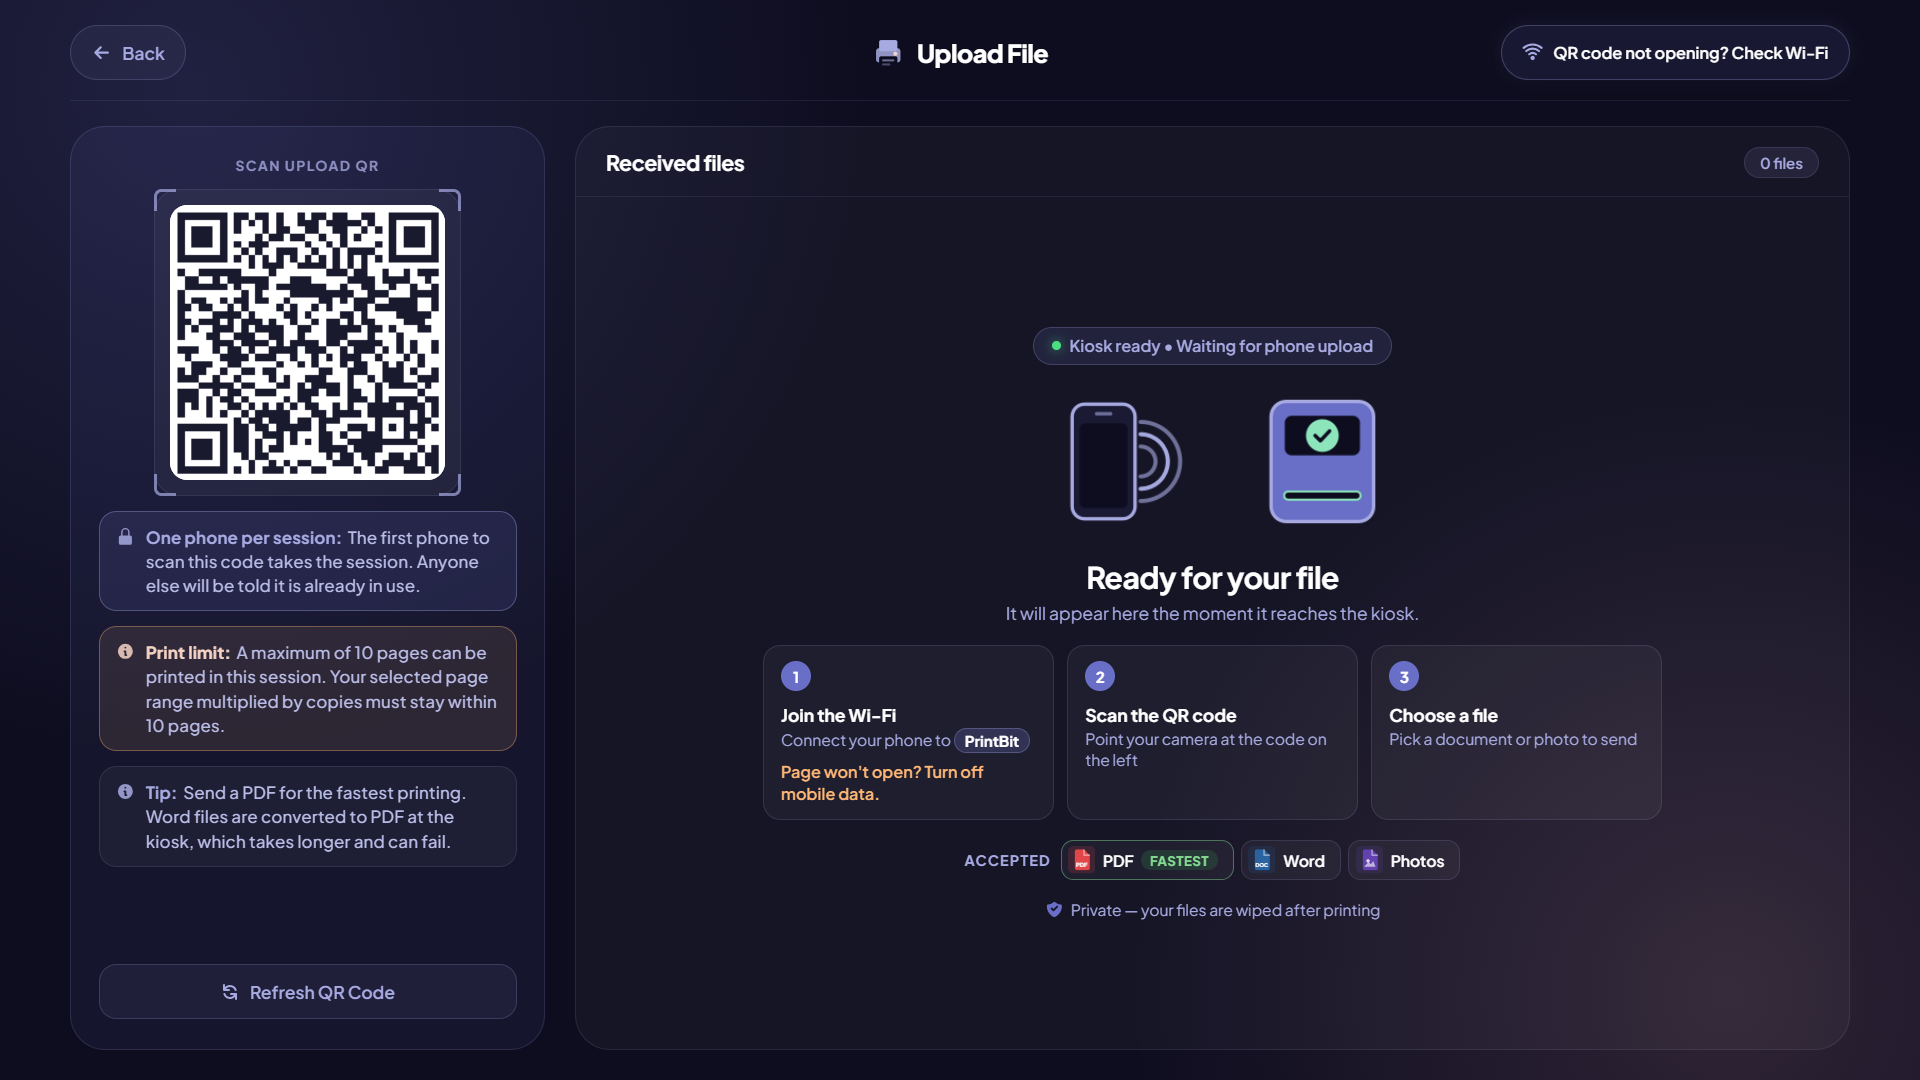 Back
Upload File
QR code not opening? Check Wi-Fi
SCAN UPLOAD QR
One phone per session: The first phone to
scan this code takes the session. Anyone
else will be told it is already in use.
Print limit: A maximum of 10 pages can be
printed in this session. Your selected page
range multiplied by copies must stay within
10 pages.
Tip: Send a PDF for the fastest printing.
Word files are converted to PDF at the
kiosk, which takes longer and can fail.
Refresh QR Code
Received files
0 files
Kiosk ready • Waiting for phone upload
Ready for your file
It will appear here the moment it reaches the kiosk.
1
Join the Wi-Fi
Connect your phone to PrintBit
Page won't open? Turn off
mobile data.
2
Scan the QR code
Point your camera at the code on
the left
3
Choose a file
Pick a document or photo to send
ACCEPTED PDF PDF FASTEST DOC Word Photos
Private — your files are wiped after printing